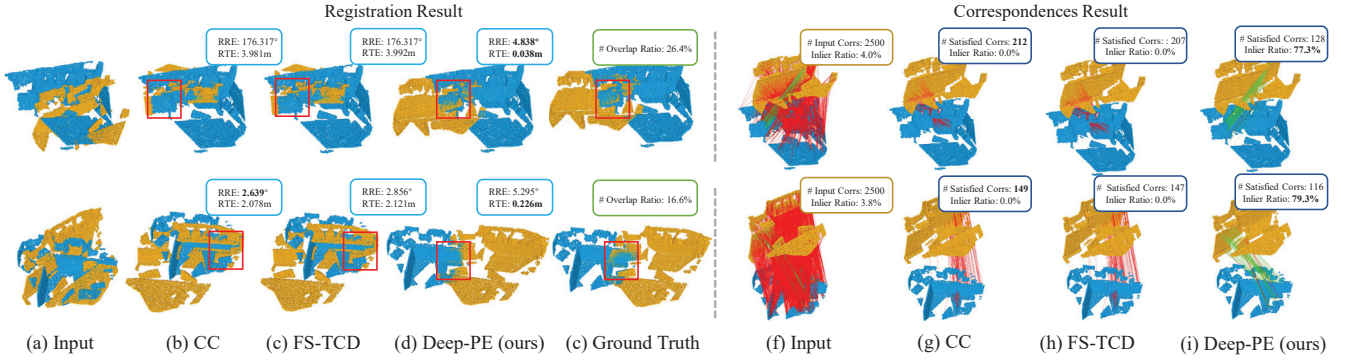 Registration Result
Correspondences Result
RRE: 176.317°
RTE: 3.981m
RRE: 176.317°
RTE: 3.992m
RRE: 4.838°
RTE: 0.038m
# Overlap Ratio: 26.4%
# Input Corrs: 2500
Inlier Ratio: 4.0%
# Satisfied Corrs: 212
Inlier Ratio: 0.0%
# Satisfied Corrs: : 207
Inlier Ratio: 0.0%
# Satisfied Corrs: 128
Inlier Ratio: 77.3%
RRE: 2.639°
RTE: 2.078m
RRE: 2.856°
RTE: 2.121m
RRE: 5.295°
RTE: 0.226m
# Overlap Ratio: 16.6%
# Input Corrs: 2500
Inlier Ratio: 3.8%
# Satisfied Corrs: 149
Inlier Ratio: 0.0%
# Satisfied Corrs: 147
Inlier Ratio: 0.0%
# Satisfied Corrs: 116
Inlier Ratio: 79.3%
(a) Input
(b) CC
(c) FS-TCD
(d) Deep-PE (ours)
(c) Ground Truth
(f) Input
(g) CC
(h) FS-TCD
(i) Deep-PE (ours)